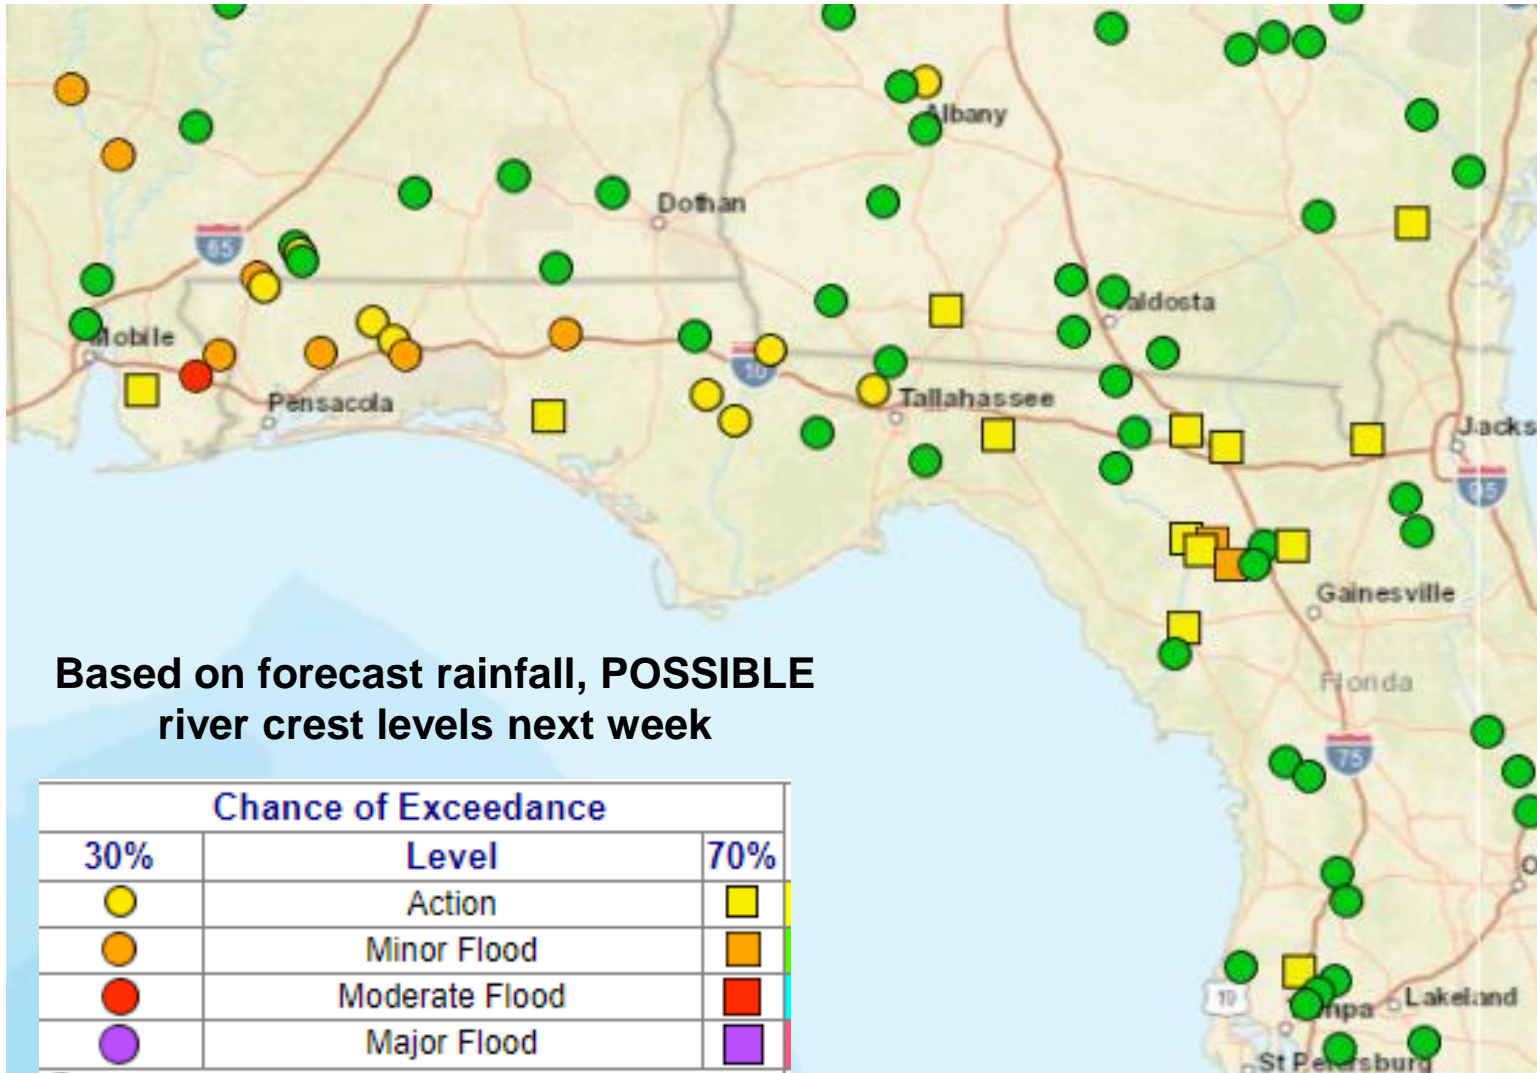 Albany
Dothan
65
Valdosta
Mobile
10
Tallahassee
Pensacola
Jacks
95
Gainesville
Based on forecast rainfall, POSSIBLE
river crest levels next week
Florida
75
Chance of Exceedance
30% Level 70%
Action
Minor Flood
Moderate Flood
Major Flood
O
19
Tampa
Lakeland
St Petersburg